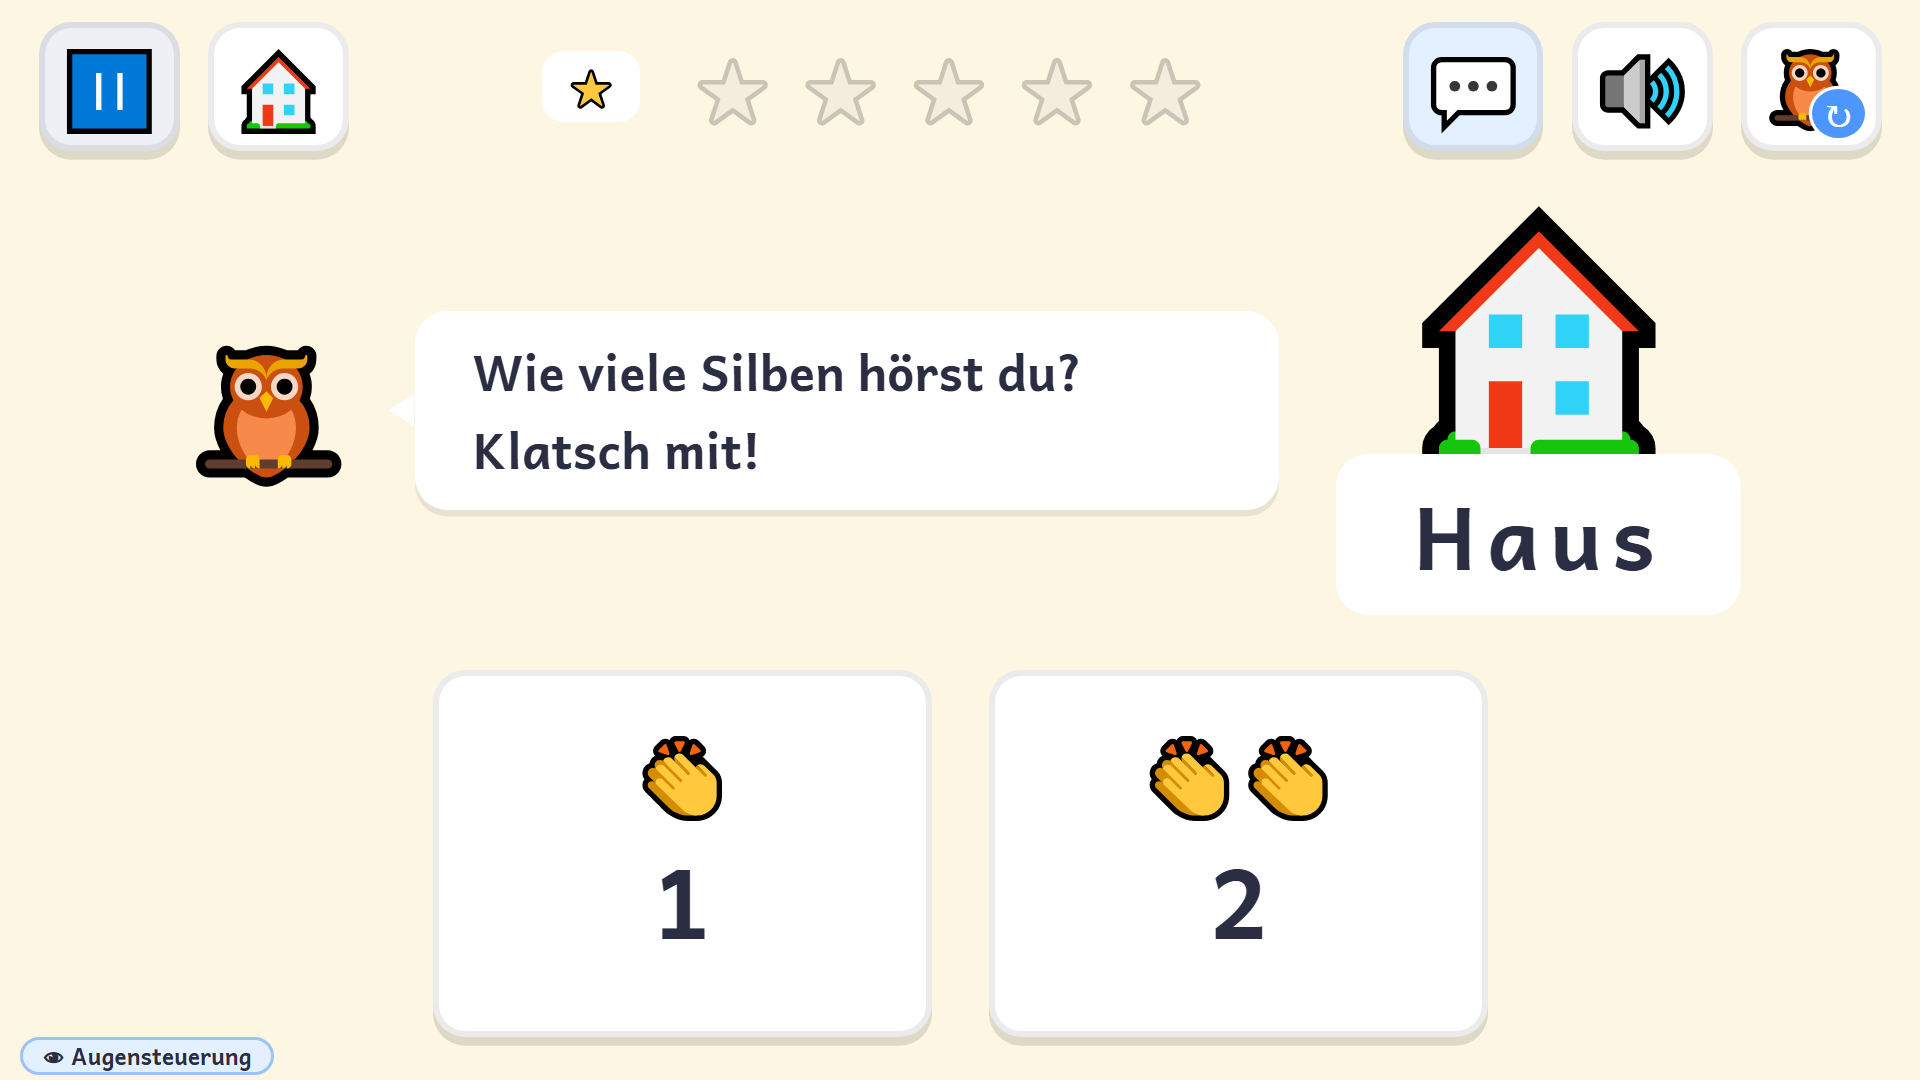 Wie viele Silben hörst du?
Klatsch mit!
Haus
1
2
Augensteuerung